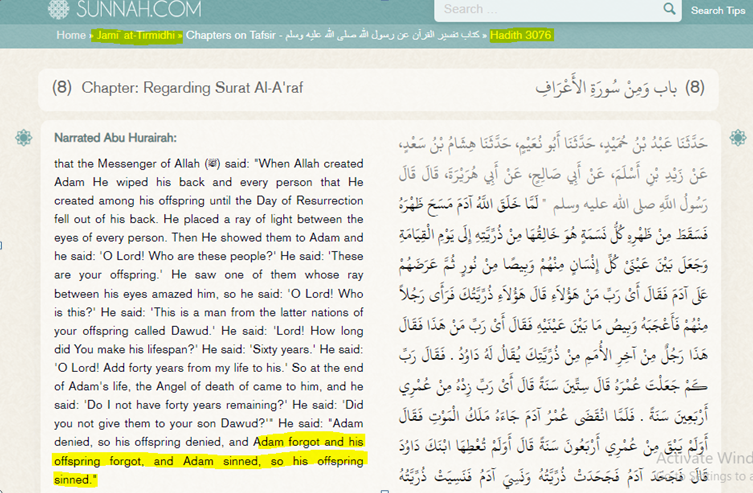 SUNNAH.COM
Search ...
Search Tips
Home » Jami` at-Tirmidhi » Chapters on Tafsir - كتاب تفسير القرآن عن رسول الله صلى الله عليه وسلم » Hadith 3076
(8) Chapter: Regarding Surat Al-A'raf
(8) باب وَمِنْ سُورَةِ الأَعْرَافِ
Narrated Abu Hurairah:
that the Messenger of Allah (ﷺ) said: "When Allah created
Adam He wiped his back and every person that He
created among his offspring until the Day of Resurrection
fell out of his back. He placed a ray of light between the
eyes of every person. Then He showed them to Adam and
he said: 'O Lord! Who are these people?' He said: 'These
are your offspring.' He saw one of them whose ray
between his eyes amazed him, so he said: 'O Lord! Who
is this?' He said: 'This is a man from the latter nations of
your offspring called Dawud.' He said: 'Lord! How long
did You make his lifespan?' He said: 'Sixty years.' He said:
'O Lord! Add forty years from my life to his.' So at the end
of Adam's life, the Angel of death of came to him, and he
said: 'Do I not have forty years remaining?' He said: 'Did
you not give them to your son Dawud?'" He said: "Adam
denied, so his offspring denied, and Adam forgot and his
offspring forgot, and Adam sinned, so his offspring
sinned."
حَدَّثَنَا عَبْدُ بْنُ حُمَيْدٍ، حَدَّثَنَا أَبُو نُعَيْمٍ، حَدَّثَنَا هِشَامُ بْنُ سَعْدٍ،
عَنْ زَيْدِ بْنِ أَسْلَمَ، عَنْ أَبِي صَالِحٍ، عَنْ أَبِي هُرَيْرَةَ، قَالَ قَالَ
رَسُولُ اللَّهِ صلى الله عليه وسلم " لَمَّا خَلَقَ اللَّهُ آدَمَ مَسَحَ ظَهْرَهُ
فَسَقَطَ مِنْ ظَهْرِهِ كُلُّ نَسَمَةٍ هُوَ خَالِقُهَا مِنْ ذُرِّيَّتِهِ إِلَى يَوْمِ الْقِيَامَةِ
وَجَعَلَ بَيْنَ عَيْنَىْ كُلِّ إِنْسَانٍ مِنْهُمْ وَبِيصًا مِنْ نُورٍ ثُمَّ عَرَضَهُمْ
عَلَى آدَمَ فَقَالَ أَىْ رَبِّ مَنْ هَؤُلاَءِ قَالَ هَؤُلاَءِ ذُرِّيَّتُكَ فَرَأَى رَجُلاً
مِنْهُمْ فَأَعْجَبَهُ وَبِيصُ مَا بَيْنَ عَيْنَيْهِ فَقَالَ أَىْ رَبِّ مَنْ هَذَا فَقَالَ
هَذَا رَجُلٌ مِنْ آخِرِ الأُمَمِ مِنْ ذُرِّيَّتِكَ يُقَالُ لَهُ دَاوُدُ . فَقَالَ رَبِّ
كَمْ جَعَلْتَ عُمْرَهُ قَالَ سِتِّينَ سَنَةً قَالَ أَىْ رَبِّ زِدْهُ مِنْ عُمْرِي
أَرْبَعِينَ سَنَةً . فَلَمَّا انْقَضَى عُمْرُ آدَمَ جَاءَهُ مَلَكُ الْمَوْتِ فَقَالَ
أَوَلَمْ يَبْقَ مِنْ عُمْرِي أَرْبَعُونَ سَنَةً قَالَ أَوَلَمْ تُعْطِهَا ابْنَكَ دَاوُدَ
قَالَ فَجَحَدَ آدَمُ فَجَحَدَتْ ذُرِّيَّتُهُ وَنَسِيَ آدَمُ فَنَسِيَتْ ذُرِّيَّتُهُ
Activate Wind
Settings to a